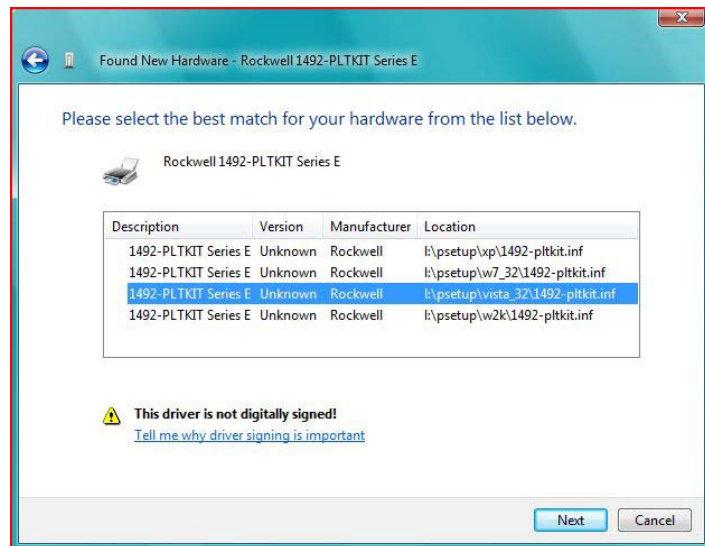 Found New Hardware - Rockwell 1492-PLTKIT Series E
Please select the best match for your hardware from the list below.
Rockwell 1492-PLTKIT Series E
Description Version Manufacturer Location
1492-PLTKIT Series E Unknown Rockwell I:\psetup\xp\1492-pltkit.inf
1492-PLTKIT Series E Unknown Rockwell I:\psetup\w7_32\1492-pltkit.inf
1492-PLTKIT Series E Unknown Rockwell I:\psetup\vista_32\1492-pltkit.inf
1492-PLTKIT Series E Unknown Rockwell I:\psetup\w2k\1492-pltkit.inf
This driver is not digitally signed!
Tell me why driver signing is important
Next Cancel